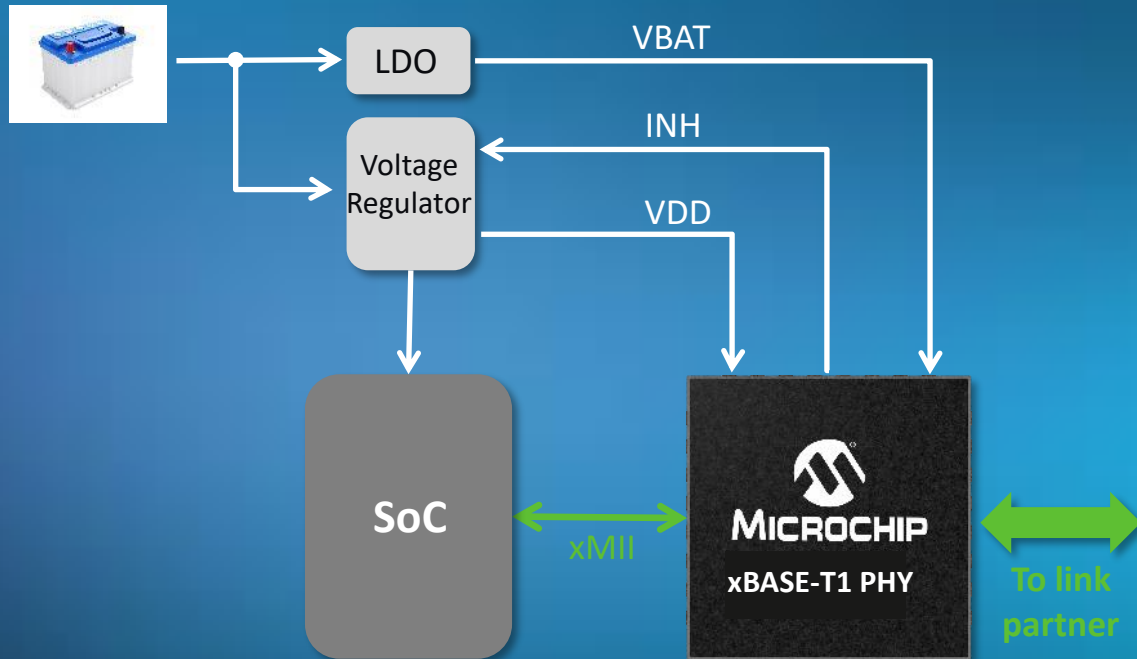 LDO
VBAT
INH
Voltage
Regulator
VDD
SoC
xMII
MICROCHIP
xBASE-T1 PHY
To link
partner